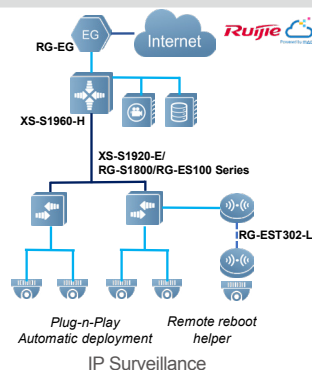 EG
RG-EG
Internet
Ruijie
XS-S1960-H
XS-S1920-E/
RG-S1800/RG-ES100 Series
RG-EST302-L
Plug-n-Play
Automatic deployment
Remote reboot
helper
IP Surveillance